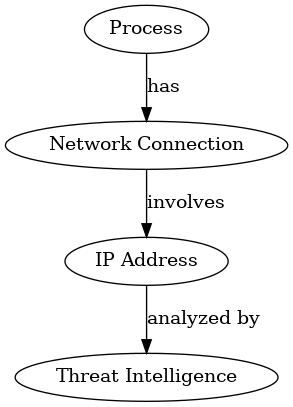 Process
has
Network Connection
involves
IP Address
analyzed by
Threat Intelligence